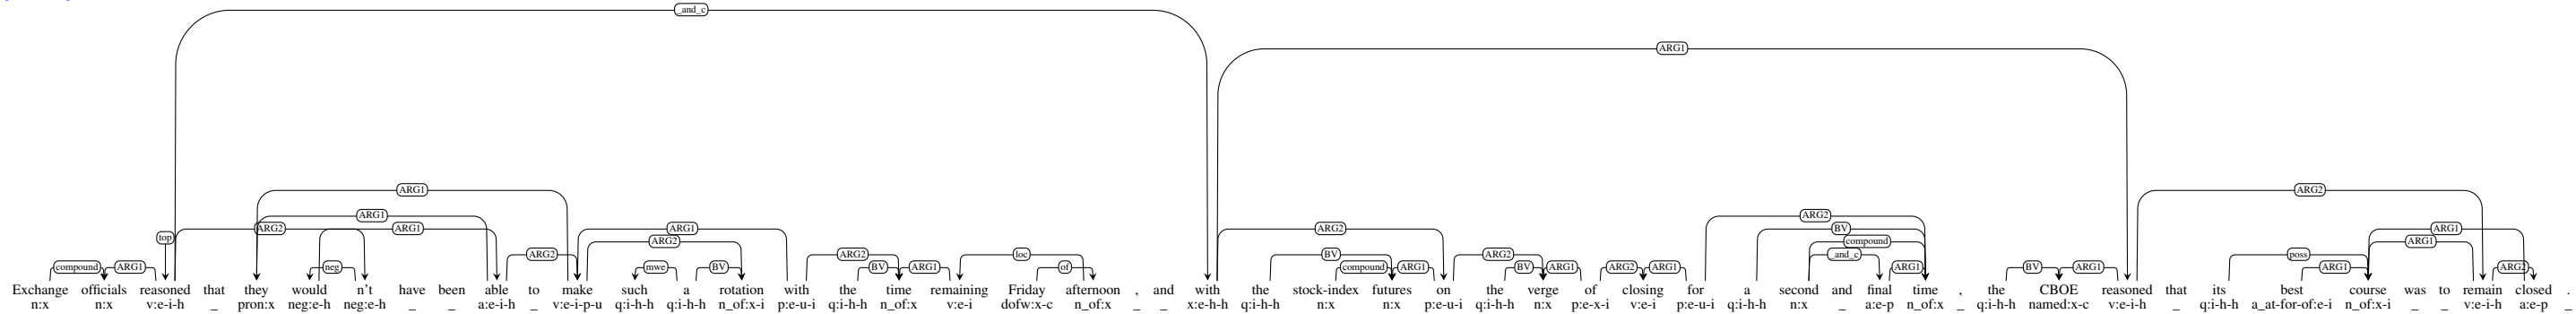 _and_c
ARG1
ARG1 ARG2
ARG1 ARG2
ARG2 ARG1 ARG1 ARG2 BV ARG1
top ARG2 compound ARG1
ARG2 ARG2 loc BV ARG2 _and_c poss
compound ARG1 neg mwe BV BV ARG1 of compound ARG1 BV ARG1 ARG2 ARG1 ARG1 BV ARG1 ARG1 ARG2
Exchange officials reasoned that they would n't have been able to make such a rotation with the time remaining Friday afternoon , and with the stock-index futures on the verge of closing for a second and final time , the CBOE reasoned that its best course was to remain closed .
n:x n:x v:e-i-h _ pron:x neg:e-h neg:e-h _ _ a:e-i-h _ v:e-i-p-u q:i-h-h q:i-h-h n_of:x-i p:e-u-i q:i-h-h n_of:x v:e-i dofw:x-c n_of:x _ _ x:e-h-h q:i-h-h n:x n:x p:e-u-i q:i-h-h n:x p:e-x-i v:e-i p:e-u-i q:i-h-h n:x _ a:e-p n_of:x _ q:i-h-h named:x-c v:e-i-h _ q:i-h-h a_at-for-of:e-i n_of:x-i _ _ v:e-i-h a:e-p _